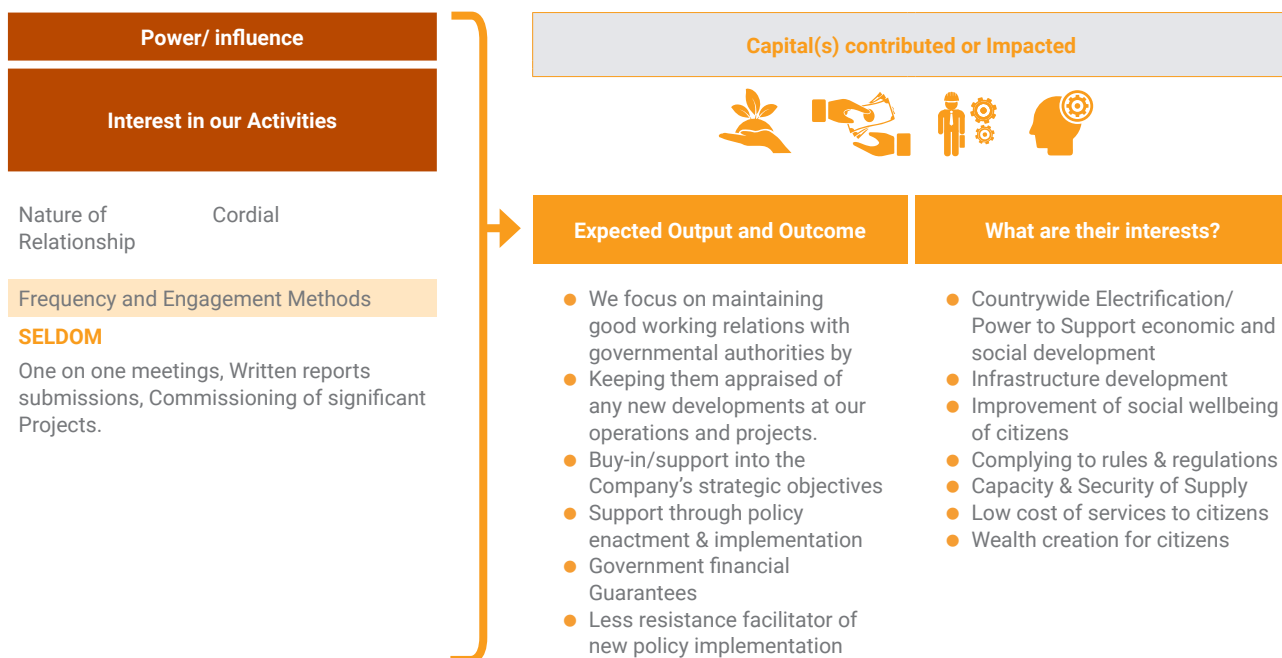 Power/ influence
Interest in our Activities
Nature of
Relationship
Cordial
Frequency and Engagement Methods
SELDOM
One on one meetings, Written reports
submissions, Commissioning of significant
Projects.
Capital(s) contributed or Impacted
Expected Output and Outcome
We focus on maintaining
good working relations with
governmental authorities by
Keeping them appraised of
any new developments at our
operations and projects.
Buy-in/support into the
Company’s strategic objectives
Support through policy
enactment & implementation
Government financial
Guarantees
Less resistance facilitator of
new policy implementation
What are their interests?
Countrywide Electrification/
Power to Support economic and
social development
Infrastructure development
Improvement of social wellbeing
of citizens
Complying to rules & regulations
Capacity & Security of Supply
Low cost of services to citizens
Wealth creation for citizens